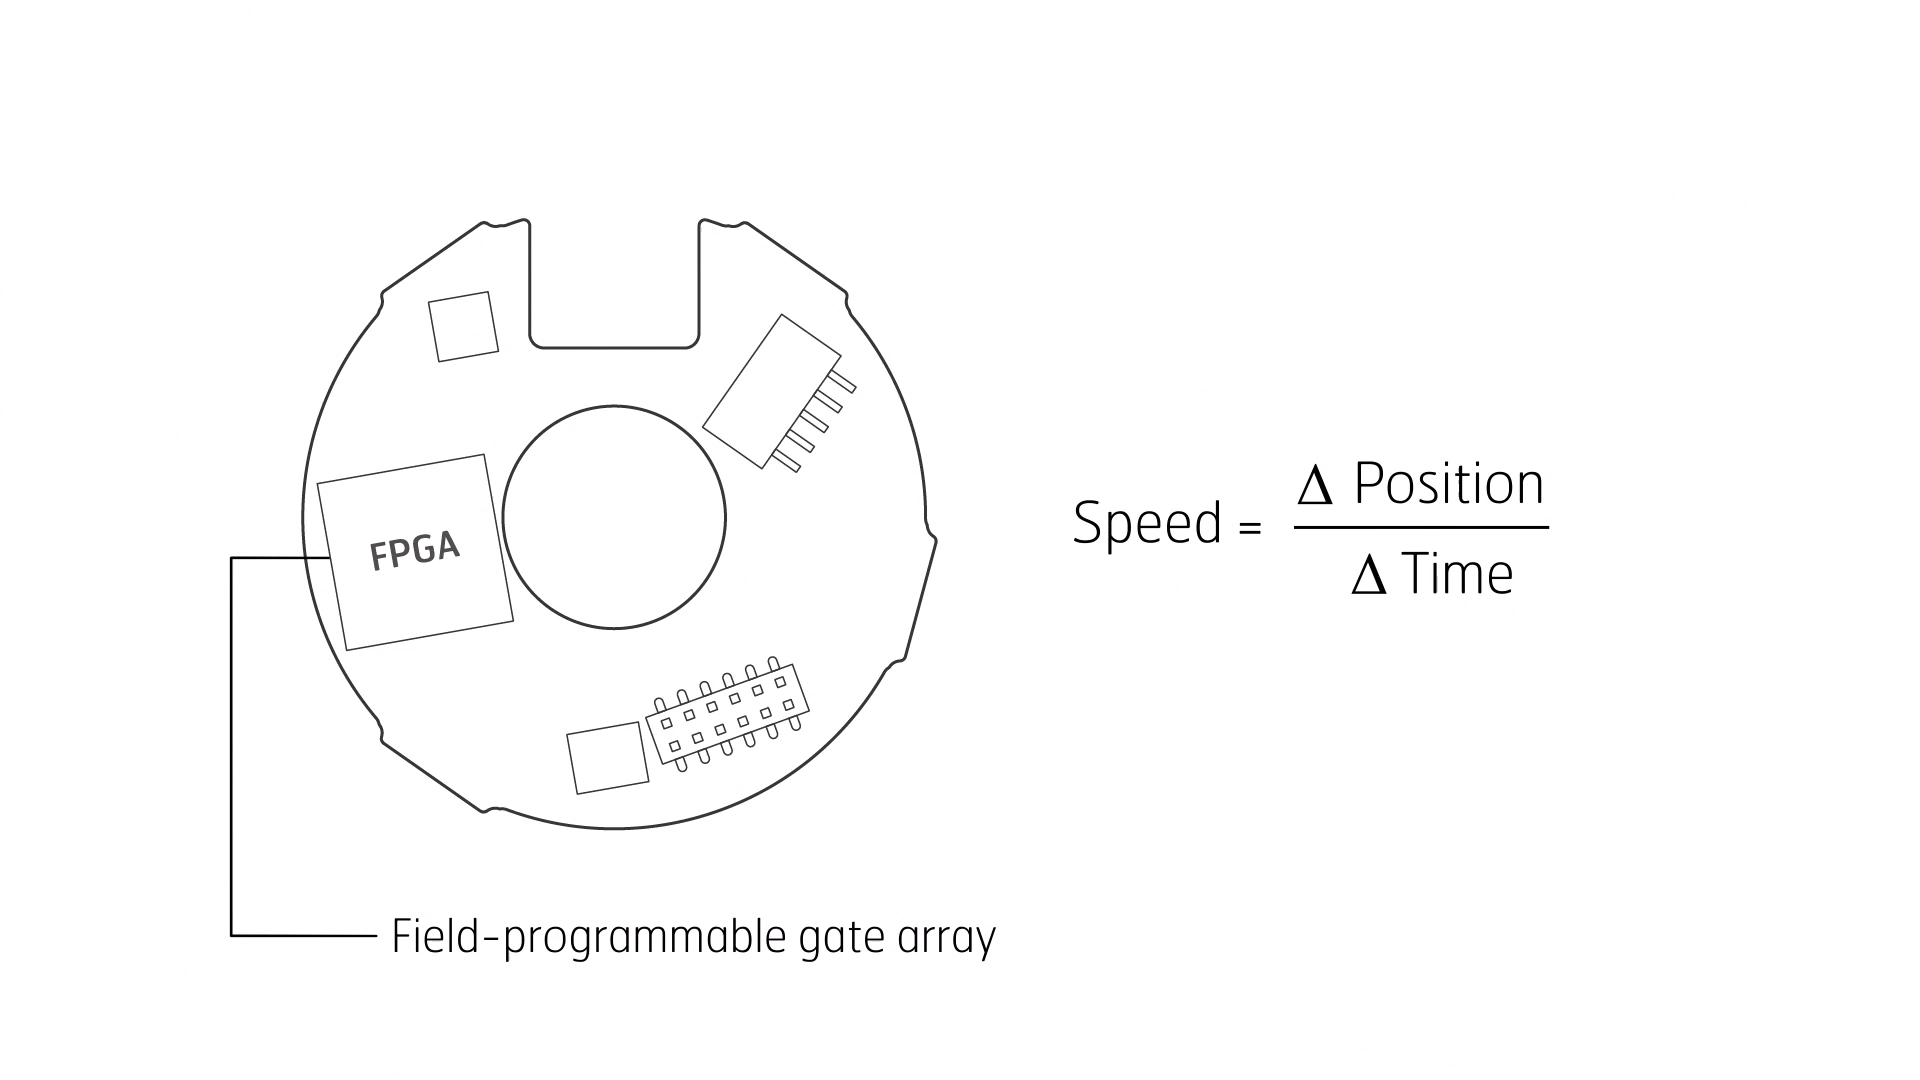 FPGA
Field-programmable gate array
Speed = Δ Position
Δ Time